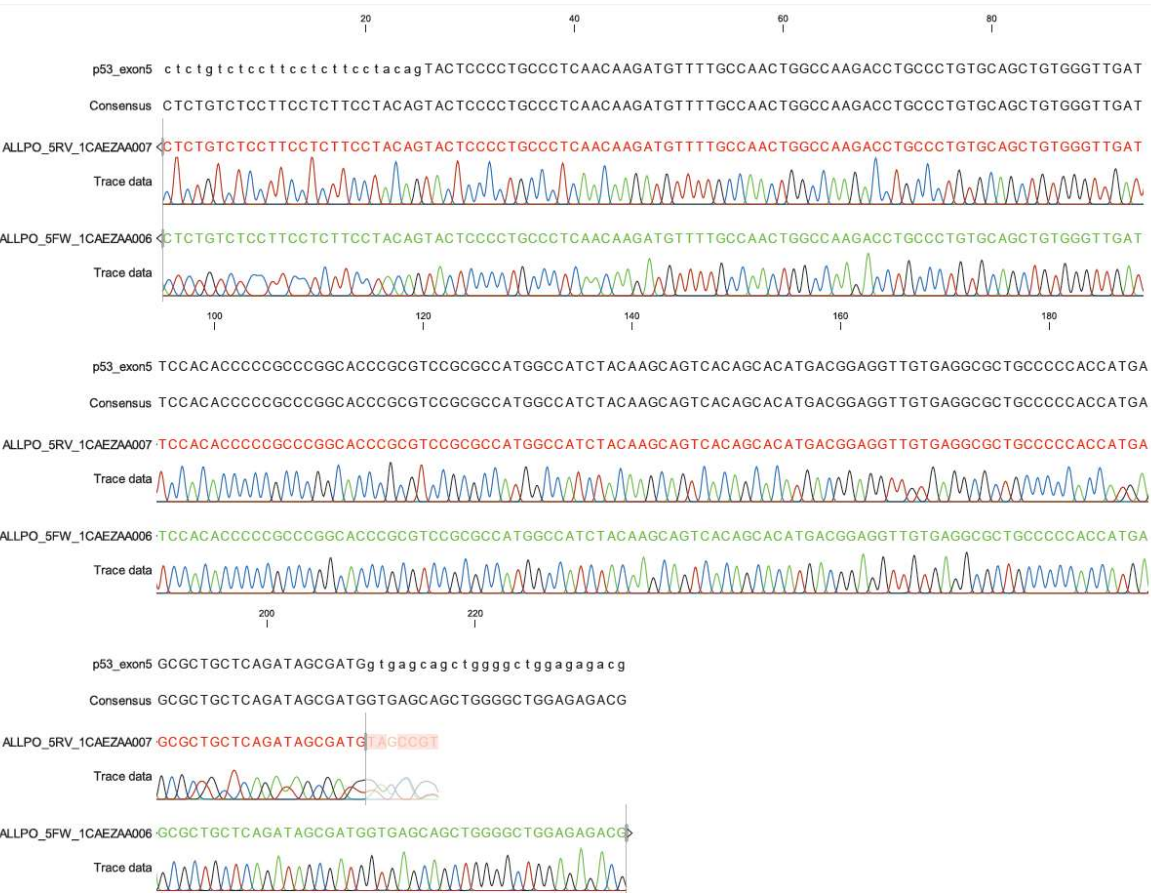 20 40 60 80
p53_exon5 ctctgtctccttcctcttcctacagTACTCCCCTGCCCTCAACAAGATGTTTTGCCAACTGGCCAAGACCTGCCCTGTGCAGCTGTGGGTTGAT
Consensus CTCTGTCTCCTTCCTCTTCCTACAGTACTCCCCTGCCCTCAACAAGATGTTTTGCCAACTGGCCAAGACCTGCCCTGTGCAGCTGTGGGTTGAT
ALLPO_5RV_1CAEZAA007 CTCTGTCTCCTTCCTCTTCCTACAGTACTCCCCTGCCCTCAACAAGATGTTTTGCCAACTGGCCAAGACCTGCCCTGTGCAGCTGTGGGTTGAT
Trace data
ALLPO_5FW_1CAEZAA006 CTCTGTCTCCTTCCTCTTCCTACAGTACTCCCCTGCCCTCAACAAGATGTTTTGCCAACTGGCCAAGACCTGCCCTGTGCAGCTGTGGGTTGAT
Trace data
100 120 140 160 180
p53_exon5 TCCACACCCCCGCCCGGCACCCGCGTCCGCGCCATGGCCATCTACAAGCAGTCACAGCACATGACGGAGGTTGTGAGGCGCTGCCCCCACCATGA
Consensus TCCACACCCCCGCCCGGCACCCGCGTCCGCGCCATGGCCATCTACAAGCAGTCACAGCACATGACGGAGGTTGTGAGGCGCTGCCCCCACCATGA
ALLPO_5RV_1CAEZAA007 TCCACACCCCCGCCCGGCACCCGCGTCCGCGCCATGGCCATCTACAAGCAGTCACAGCACATGACGGAGGTTGTGAGGCGCTGCCCCCACCATGA
Trace data
ALLPO_5FW_1CAEZAA006 TCCACACCCCCGCCCGGCACCCGCGTCCGCGCCATGGCCATCTACAAGCAGTCACAGCACATGACGGAGGTTGTGAGGCGCTGCCCCCACCATGA
Trace data
200 220
p53_exon5 GCGCTGCTCAGATAGCGATGgtgagcagctggggctggagagacg
Consensus GCGCTGCTCAGATAGCGATGGTGAGCAGCTGGGGCTGGAGAGACG
ALLPO_5RV_1CAEZAA007 GCGCTGCTCAGATAGCGATGTAGCCGT
Trace data
ALLPO_5FW_1CAEZAA006 GCGCTGCTCAGATAGCGATGGTGAGCAGCTGGGGCTGGAGAGACG
Trace data